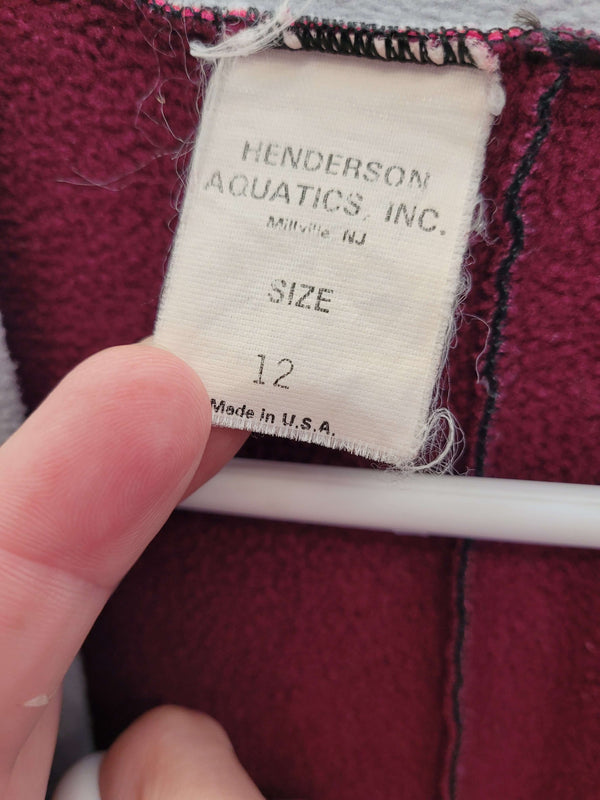 HENDERSON
AQUATICS, INC.
Millville, NJ
SIZE
12
Made in U.S.A.